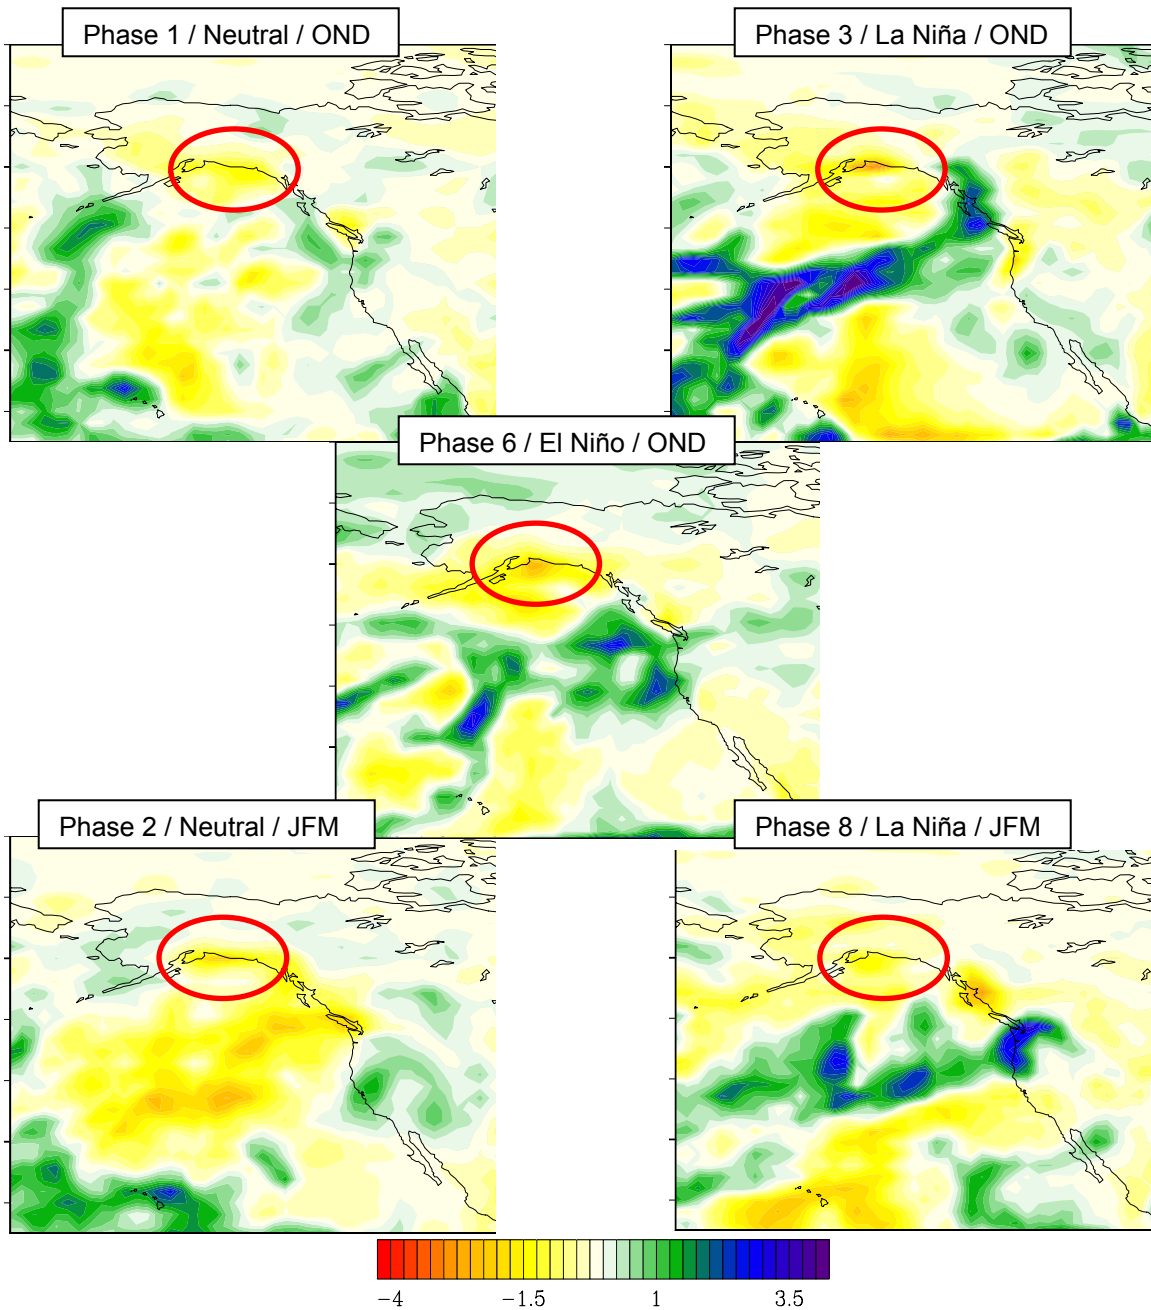 Phase 1 / Neutral / OND
Phase 3 / La Niña / OND
Phase 6 / El Niño / OND
Phase 2 / Neutral / JFM
Phase 8 / La Niña / JFM
−4 −1.5 1 3.5